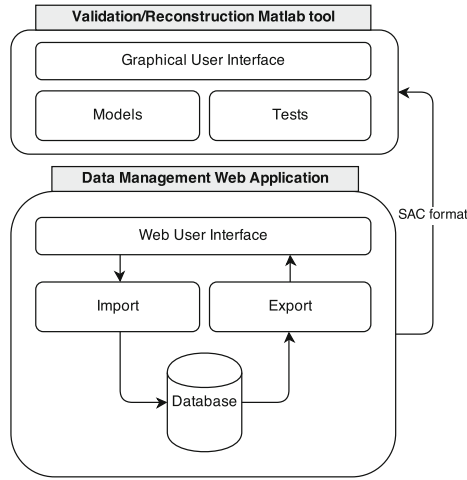 Validation/Reconstruction Matlab tool
Graphical User Interface
Models
Tests
Data Management Web Application
SAC format
Web User Interface
Import
Export
Database